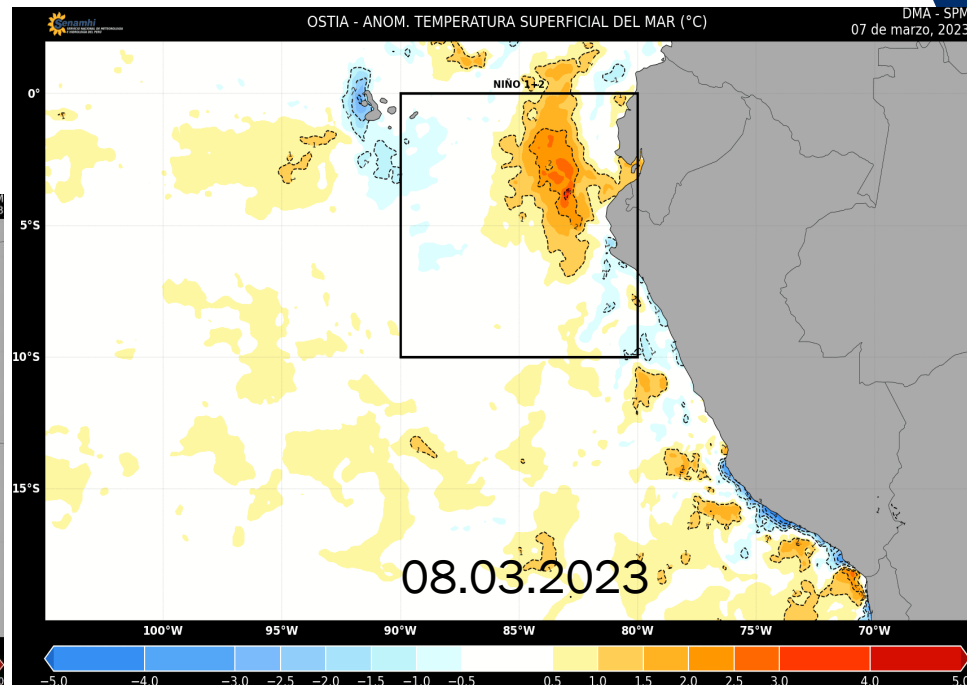 Senamhi
OSTIA - ANOM. TEMPERATURA SUPERFICIAL DEL MAR (°C)
DMA - SPM
07 de marzo, 2023
NIÑO 1+2
0°
5°S
10°S
15°S
08.03.2023
100°W 95°W 90°W 85°W 80°W 75°W 70°W
−5.0 −4.0 −3.0 −2.5 −2.0 −1.5 −1.0 −0.5 0.5 1.0 1.5 2.0 2.5 3.0 4.0 5.0